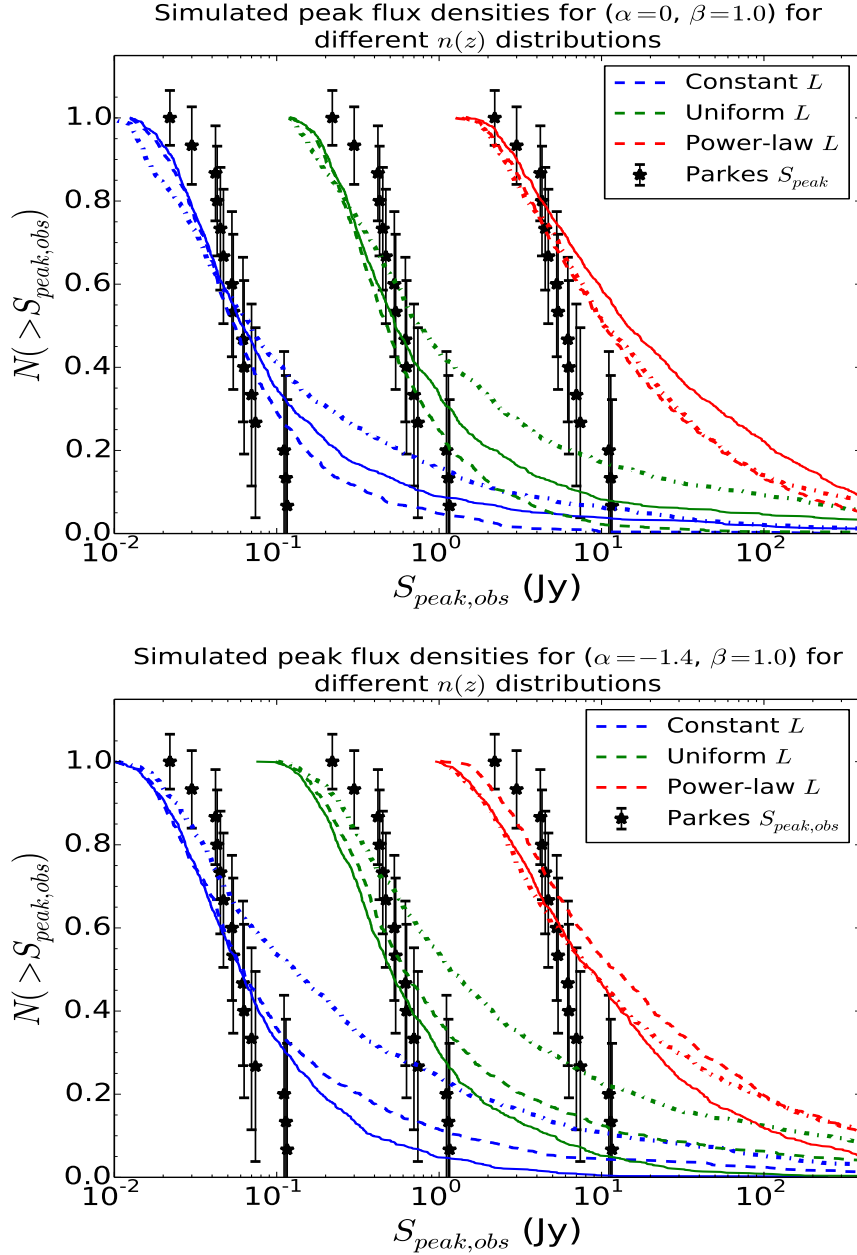 Simulated peak flux densities for (α=0, β=1.0) for
different n(z) distributions
Constant L
Uniform L
Power-law L
Parkes S_peak
N(>S_peak,obs)
1.0
0.8
0.6
0.4
0.2
0.0
10^-2
10^-1
10^0
10^1
10^2
S_peak,obs (Jy)
Simulated peak flux densities for (α=−1.4, β=1.0) for
different n(z) distributions
Constant L
Uniform L
Power-law L
Parkes S_peak,obs
N(>S_peak,obs)
1.0
0.8
0.6
0.4
0.2
0.0
10^-2
10^-1
10^0
10^1
10^2
S_peak,obs (Jy)